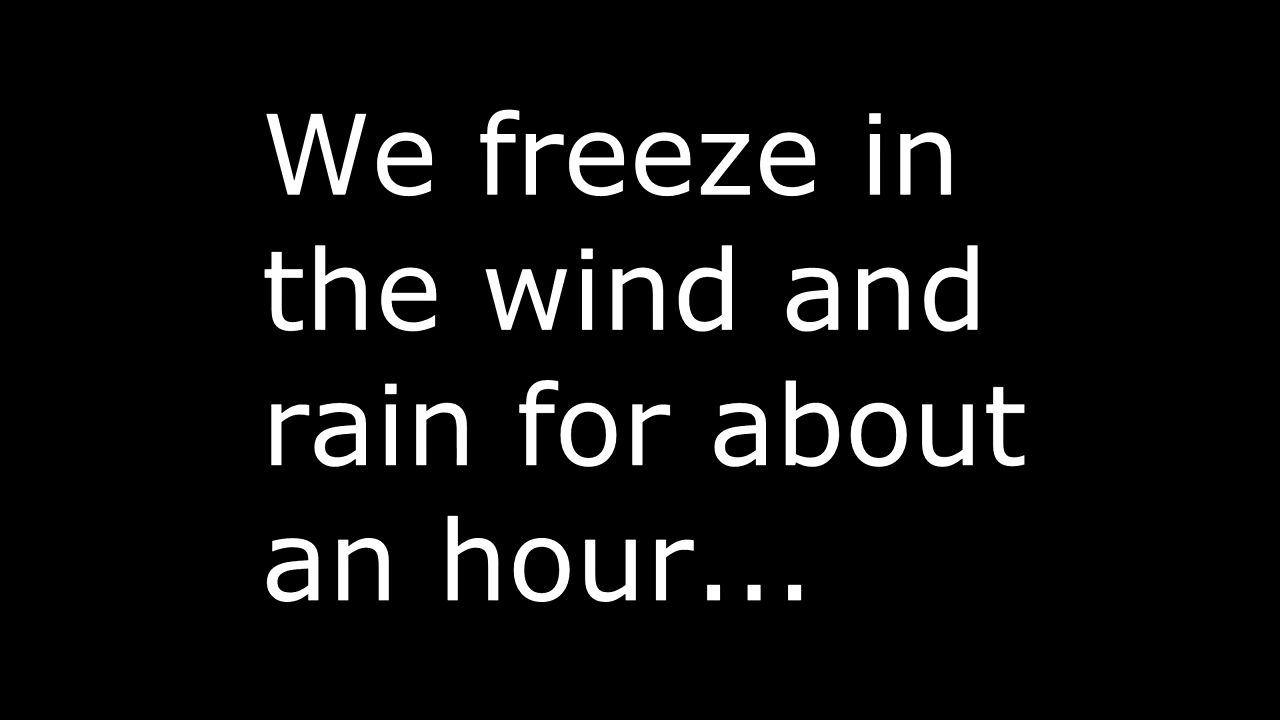 We freeze in
the wind and
rain for about
an hour...